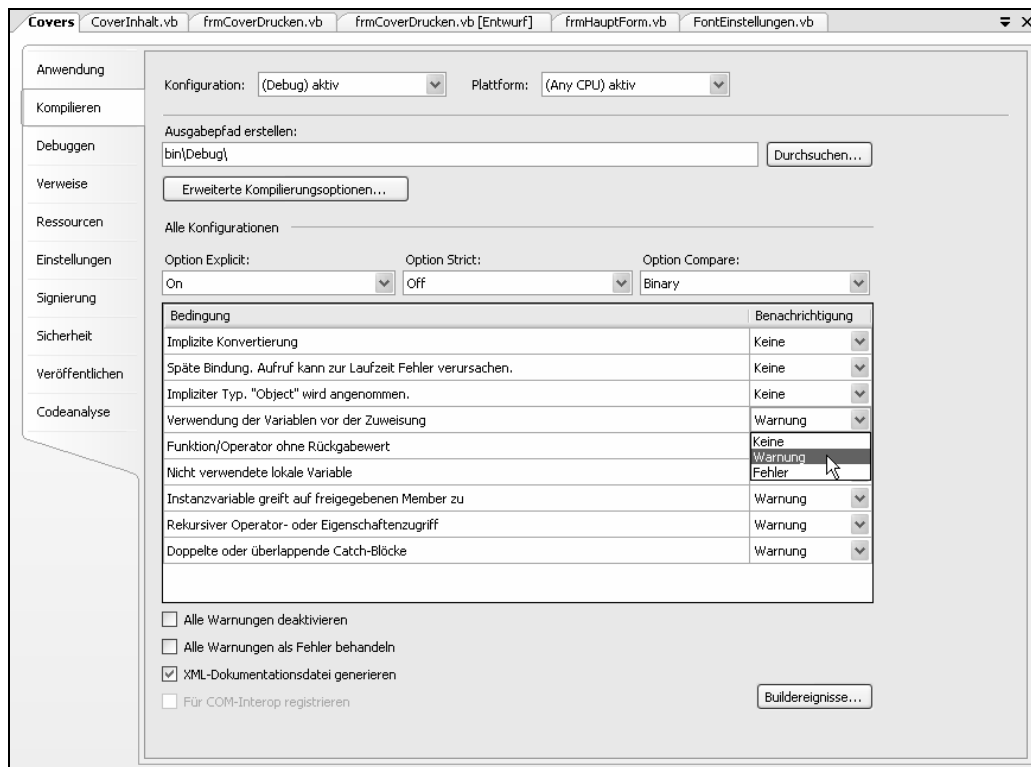 Covers CoverInhalt.vb frmCoverDrucken.vb frmCoverDrucken.vb [Entwurf] frmHauptForm.vb FontEinstellungen.vb
Anwendung
Kompilieren
Debuggen
Verweise
Ressourcen
Einstellungen
Signierung
Sicherheit
Veröffentlichen
Codeanalyse
Konfiguration: (Debug) aktiv Plattform: (Any CPU) aktiv
Ausgabepfad erstellen:
bin\Debug\ Durchsuchen...
Erweiterte Kompilierungsoptionen...
Alle Konfigurationen
Option Explicit: Option Strict: Option Compare:
On Off Binary
Bedingung Benachrichtigung
Implizite Konvertierung Keine
Späte Bindung. Aufruf kann zur Laufzeit Fehler verursachen. Keine
Impliziter Typ. "Object" wird angenommen. Keine
Verwendung der Variablen vor der Zuweisung Warnung
Funktion/Operator ohne Rückgabewert
Keine
Warnung
Fehler
Nicht verwendete lokale Variable
Instanzvariable greift auf freigegebenen Member zu Warnung
Rekursiver Operator- oder Eigenschaftenzugriff Warnung
Doppelte oder überlappende Catch-Blöcke Warnung
Alle Warnungen deaktivieren
Alle Warnungen als Fehler behandeln
XML-Dokumentationsdatei generieren
Für COM-Interop registrieren
Buildereignisse...